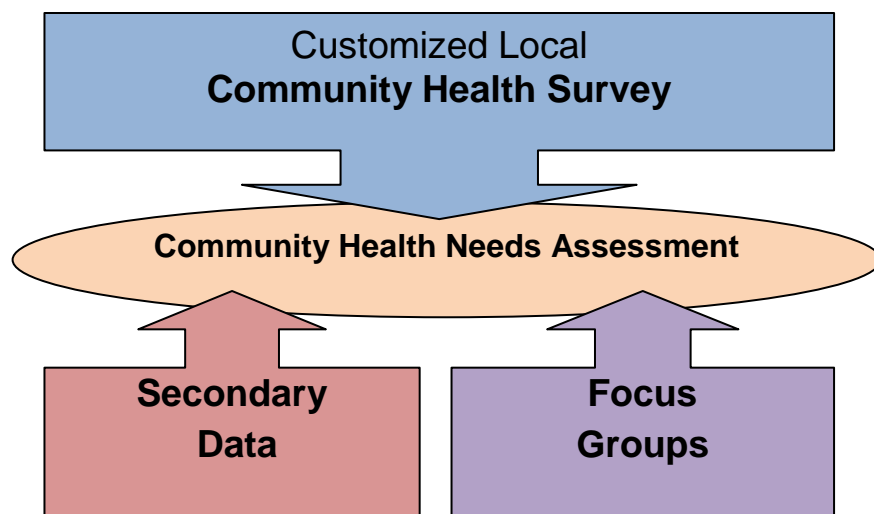 Customized Local
Community Health Survey
Community Health Needs Assessment
Secondary
Data
Focus
Groups